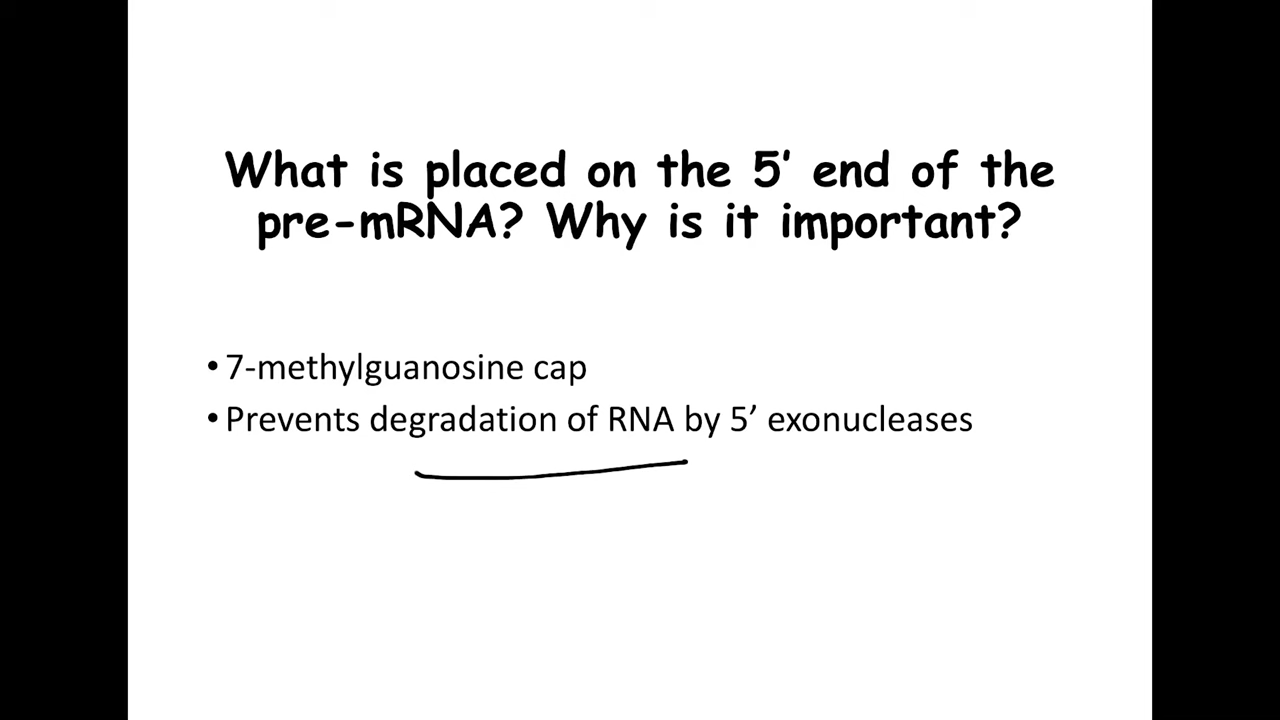 What is placed on the 5’ end of the
pre-mRNA? Why is it important?
• 7-methylguanosine cap
• Prevents degradation of RNA by 5’ exonucleases